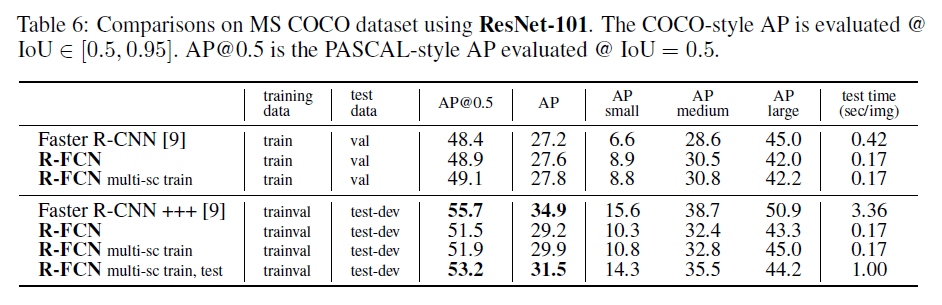 Table 6: Comparisons on MS COCO dataset using ResNet-101. The COCO-style AP is evaluated @
IoU ∈ [0.5, 0.95]. AP@0.5 is the PASCAL-style AP evaluated @ IoU = 0.5.
training data | test data | AP@0.5 | AP | AP small | AP medium | AP large | test time (sec/img)
Faster R-CNN [9] | train | val | 48.4 | 27.2 | 6.6 | 28.6 | 45.0 | 0.42
R-FCN | train | val | 48.9 | 27.6 | 8.9 | 30.5 | 42.0 | 0.17
R-FCN multi-sc train | train | val | 49.1 | 27.8 | 8.8 | 30.8 | 42.2 | 0.17
Faster R-CNN +++ [9] | trainval | test-dev | 55.7 | 34.9 | 15.6 | 38.7 | 50.9 | 3.36
R-FCN | trainval | test-dev | 51.5 | 29.2 | 10.3 | 32.4 | 43.3 | 0.17
R-FCN multi-sc train | trainval | test-dev | 51.9 | 29.9 | 10.8 | 32.8 | 45.0 | 0.17
R-FCN multi-sc train, test | trainval | test-dev | 53.2 | 31.5 | 14.3 | 35.5 | 44.2 | 1.00